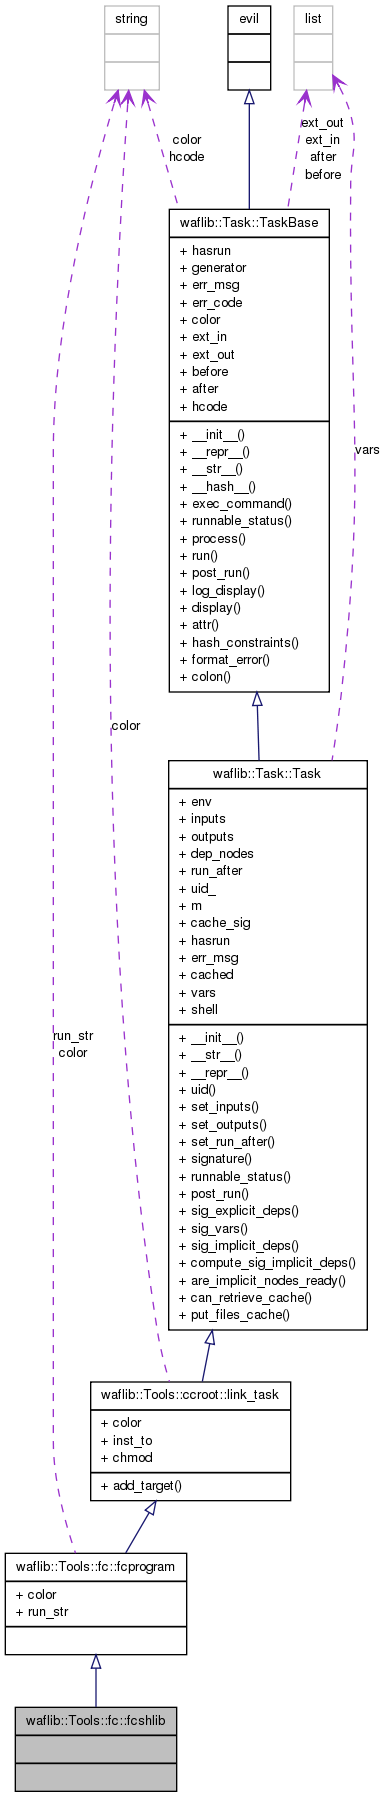 string
evil
list
color
hcode
ext_out
ext_in
after
before
waflib::Task::TaskBase
+ hasrun
+ generator
+ err_msg
+ err_code
+ color
+ ext_in
+ ext_out
+ before
+ after
+ hcode
+ __init__()
+ __repr__()
+ __str__()
+ __hash__()
+ exec_command()
+ runnable_status()
+ process()
+ run()
+ post_run()
+ log_display()
+ display()
+ attr()
+ hash_constraints()
+ format_error()
+ colon()
vars
color
waflib::Task::Task
+ env
+ inputs
+ outputs
+ dep_nodes
+ run_after
+ uid_
+ m
+ cache_sig
+ hasrun
+ err_msg
+ cached
+ vars
+ shell
+ __init__()
+ __str__()
+ __repr__()
+ uid()
+ set_inputs()
+ set_outputs()
+ set_run_after()
+ signature()
+ runnable_status()
+ post_run()
+ sig_explicit_deps()
+ sig_vars()
+ sig_implicit_deps()
+ compute_sig_implicit_deps()
+ are_implicit_nodes_ready()
+ can_retrieve_cache()
+ put_files_cache()
run_str
color
waflib::Tools::ccroot::link_task
+ color
+ inst_to
+ chmod
+ add_target()
waflib::Tools::fc::fcprogram
+ color
+ run_str
waflib::Tools::fc::fcshlib